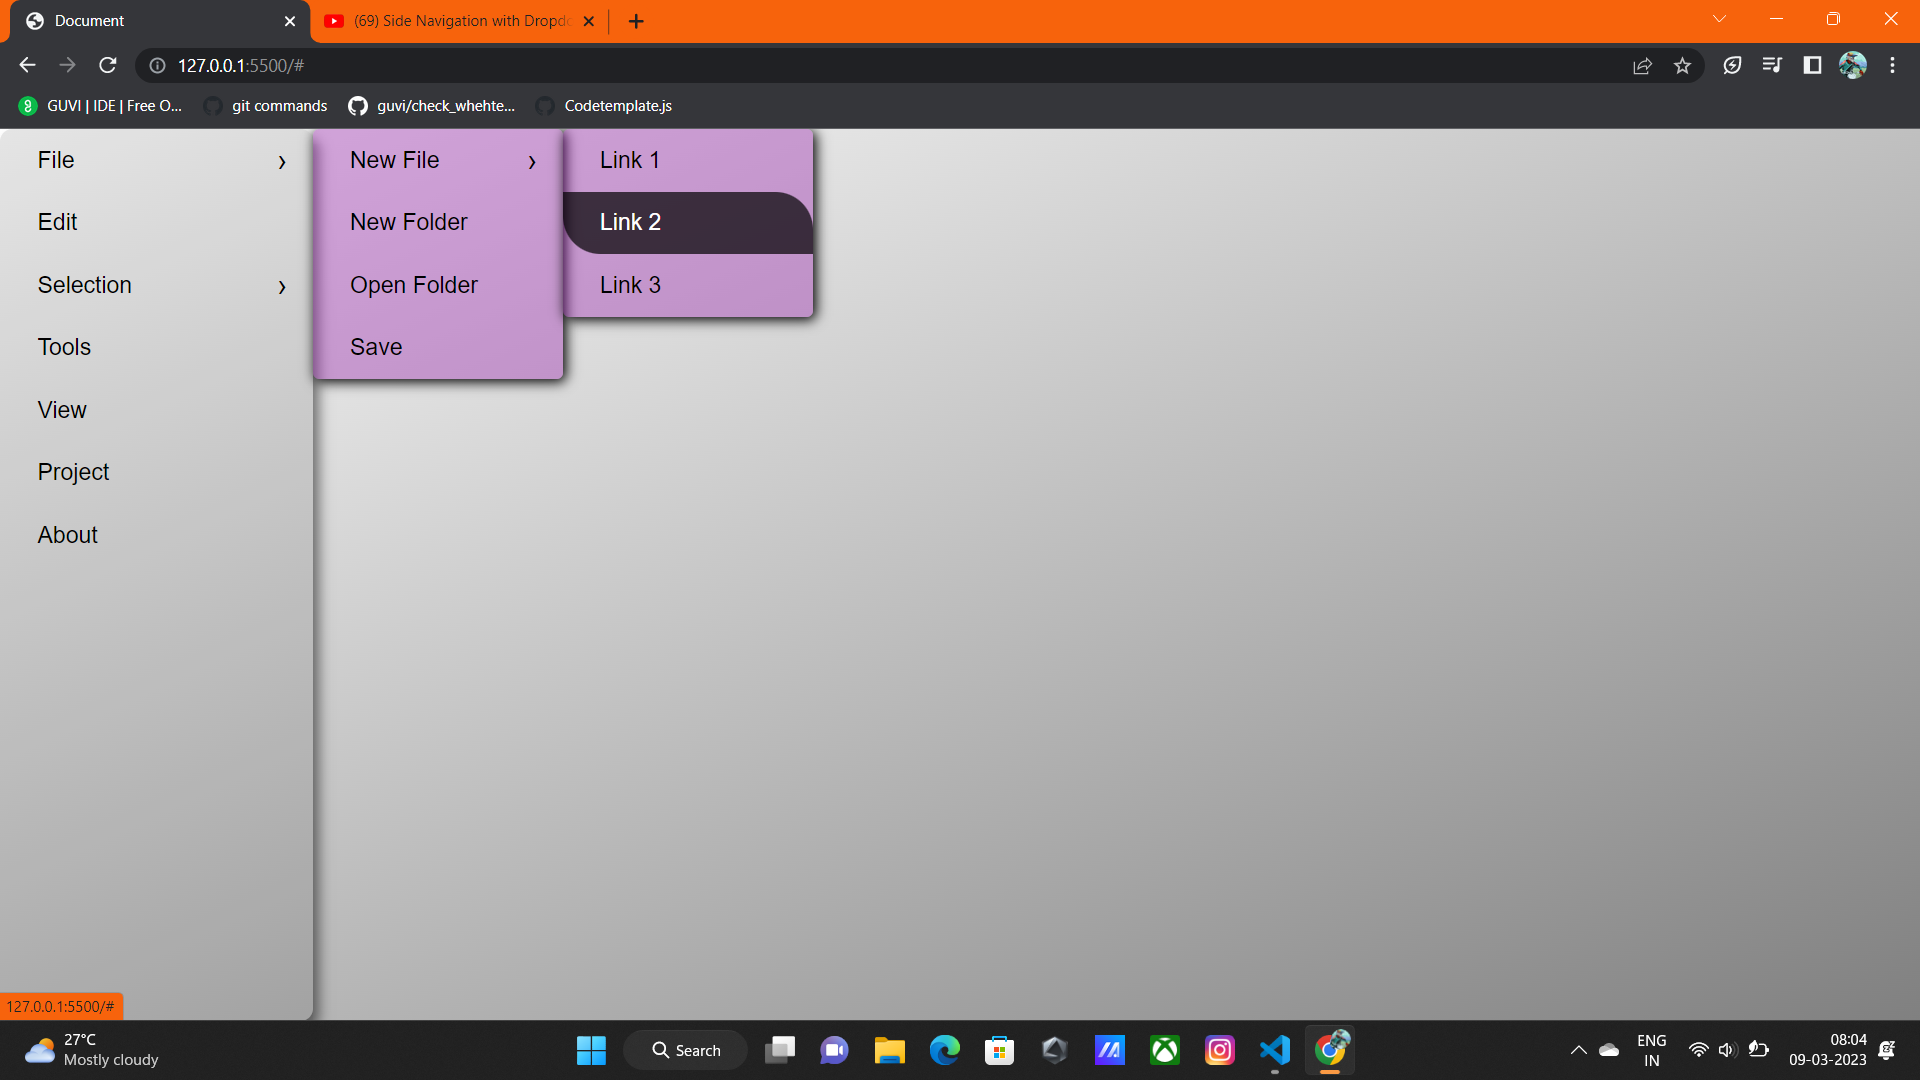 Document
(69) Side Navigation with Dropd
127.0.0.1:5500/#
GUVI | IDE | Free O...
git commands
guvi/check_whehte...
Codetemplate.js
File ›
Edit
Selection ›
Tools
View
Project
About
New File ›
New Folder
Open Folder
Save
Link 1
Link 2
Link 3
127.0.0.1:5500/#
27°C
Mostly cloudy
Search
ENG
IN
08:04
09-03-2023